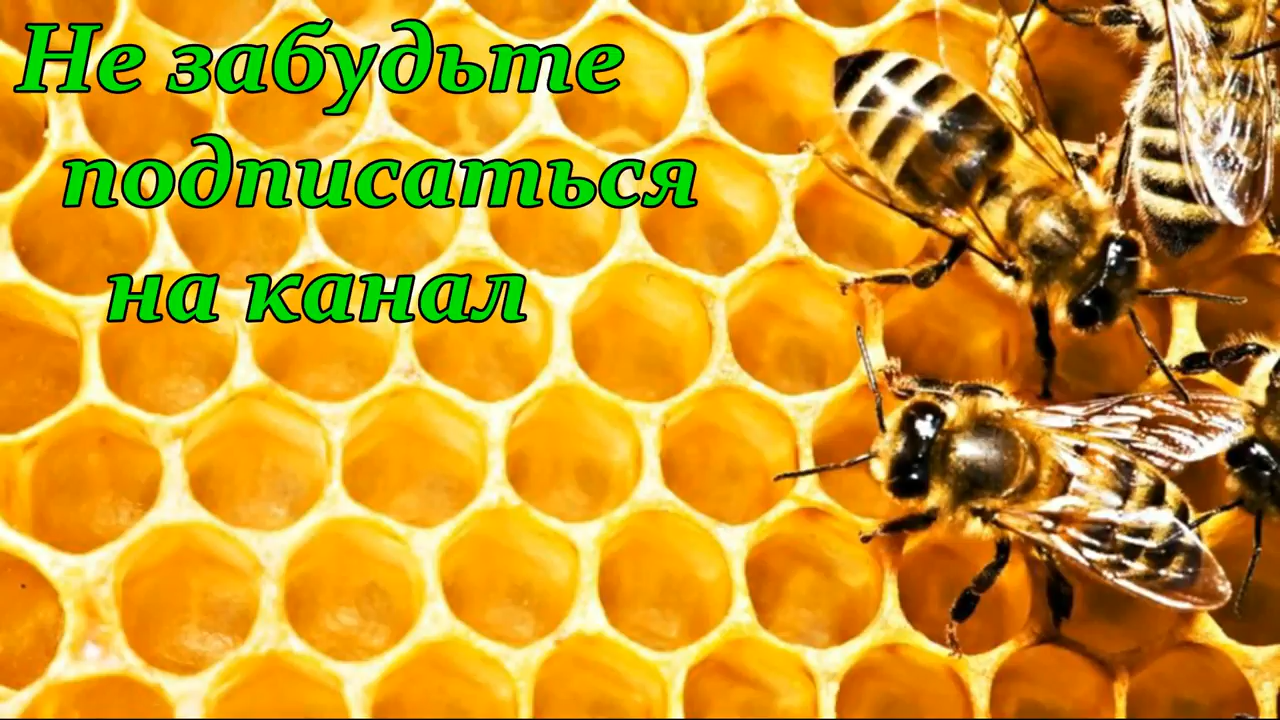 Не забудьте
подписаться
на канал